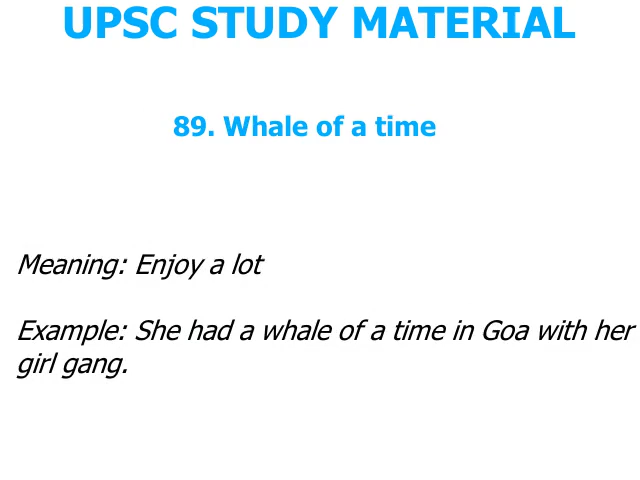 UPSC STUDY MATERIAL
89. Whale of a time
Meaning: Enjoy a lot
Example: She had a whale of a time in Goa with her
girl gang.